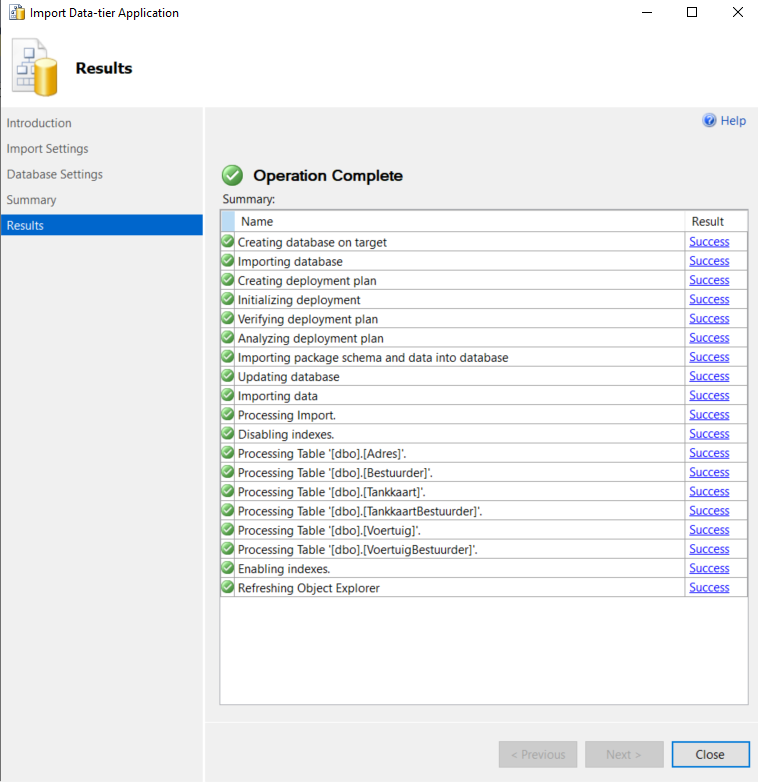 Import Data-tier Application
Results
Introduction
Import Settings
Database Settings
Summary
Results
Help
Operation Complete
Summary:
Name Result
Creating database on target Success
Importing database Success
Creating deployment plan Success
Initializing deployment Success
Verifying deployment plan Success
Analyzing deployment plan Success
Importing package schema and data into database Success
Updating database Success
Importing data Success
Processing Import. Success
Disabling indexes. Success
Processing Table '[dbo].[Adres]'. Success
Processing Table '[dbo].[Bestuurder]'. Success
Processing Table '[dbo].[Tankkaart]'. Success
Processing Table '[dbo].[TankkaartBestuurder]'. Success
Processing Table '[dbo].[Voertuig]'. Success
Processing Table '[dbo].[VoertuigBestuurder]'. Success
Enabling indexes. Success
Refreshing Object Explorer Success
< Previous Next > Close